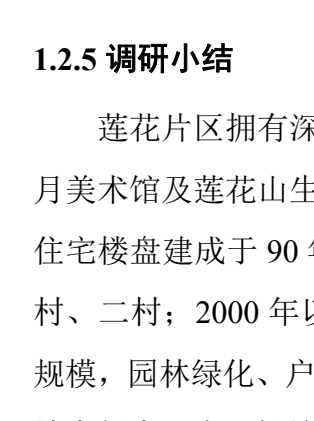 1.2.5 调研小结
莲花片区拥有深
月美术馆及莲花山生
住宅楼盘建成于 90 年
村、二村；2000 年以
规模，园林绿化、户